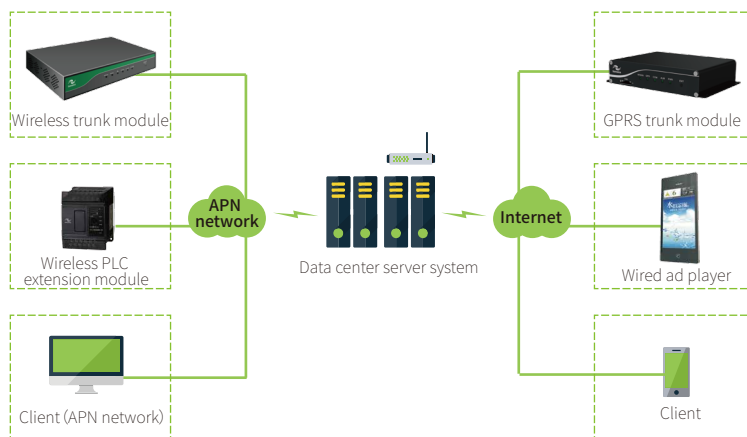 Wireless trunk module
GPRS trunk module
APN
network
Internet
Wireless PLC
extension module
Data center server system
Wired ad player
Client (APN network)
Client